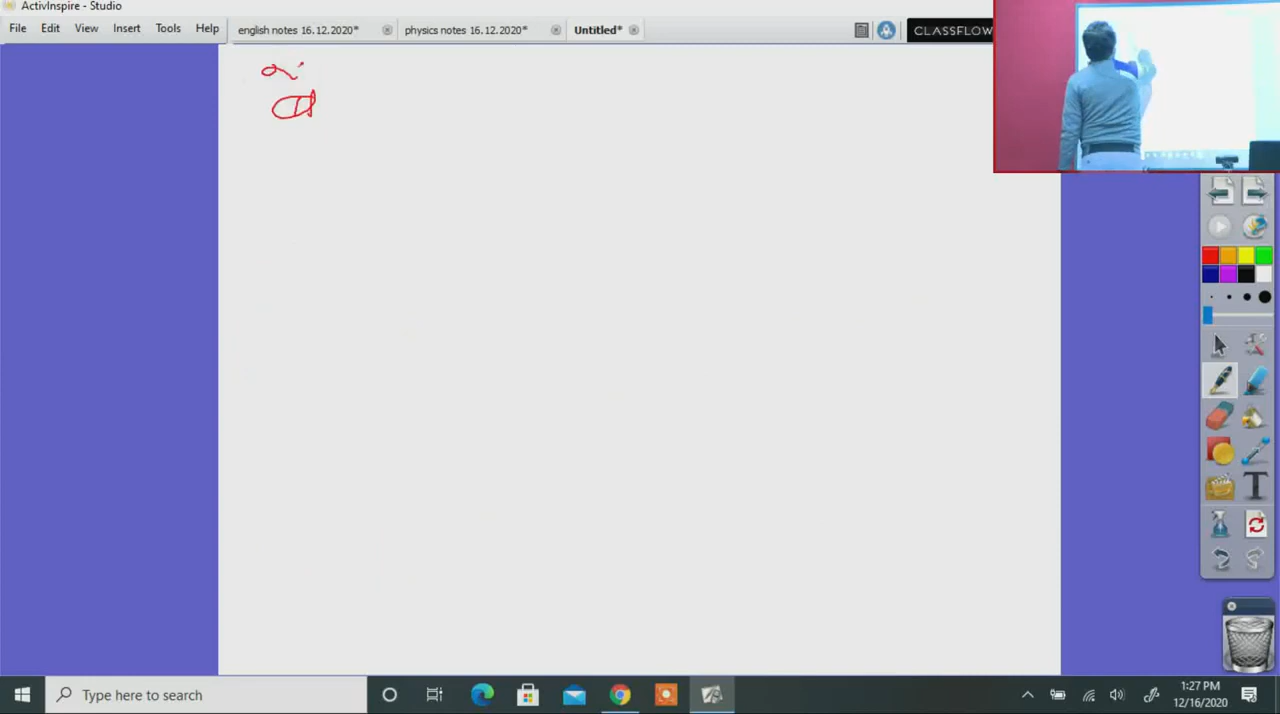 ActivInspire - Studio
File Edit View Insert Tools Help
english notes 16.12.2020* physics notes 16.12.2020* Untitled* CLASSFLOW
Type here to search
1:27 PM
12/16/2020